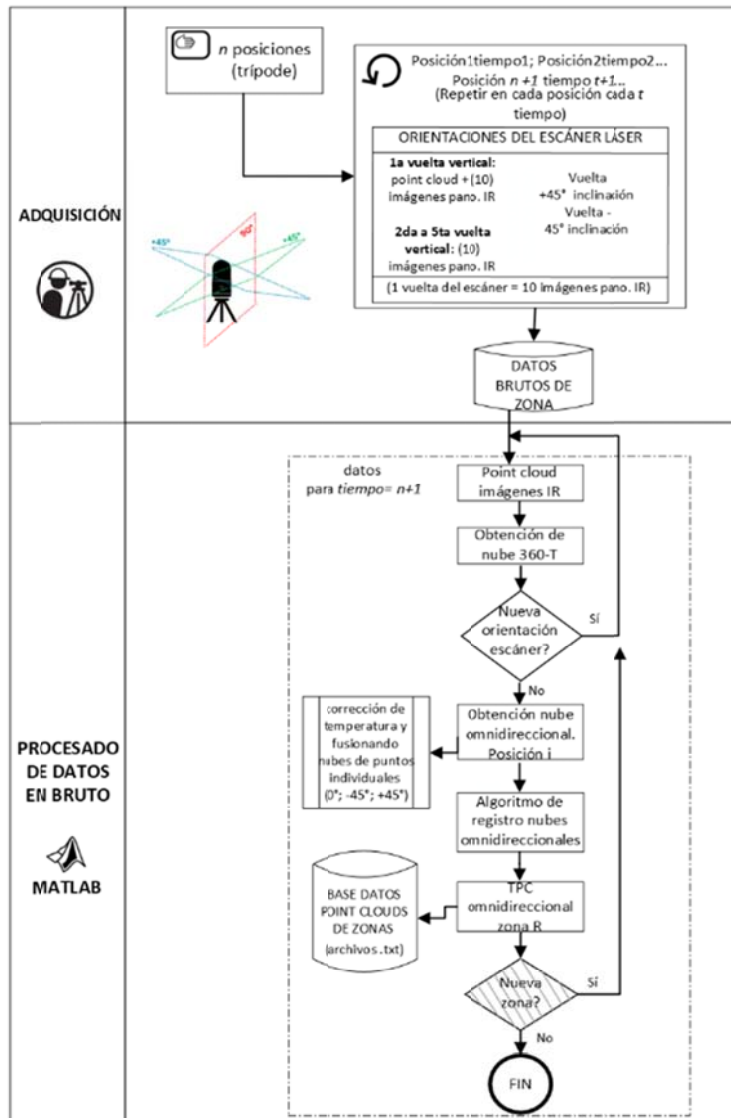 ADQUISICIÓN
n posiciones
(trípode)
Posición1tiempo1; Posición2tiempo2...
Posición n +1 tiempo t+1...
(Repetir en cada posición cada t
tiempo)
ORIENTACIONES DEL ESCÁNER LÁSER
1a vuelta vertical:
point cloud +(10)
imágenes pano. IR
2da a 5ta vuelta
vertical: (10)
imágenes pano. IR
Vuelta
+45° inclinación
Vuelta -
45° inclinación
(1 vuelta del escáner = 10 imágenes pano. IR)
+45°
90°
+45°
DATOS
BRUTOS DE
ZONA
PROCESADO
DE DATOS
EN BRUTO
MATLAB
datos
para tiempo= n+1
Point cloud
imágenes IR
Obtención de
nube 360-T
Nueva
orientación
escáner?
Sí
No
Obtención nube
omnidireccional.
Posición i
corrección de
temperatura y
fusionando
nubes de puntos
individuales
(0°; -45°; +45°)
Algoritmo de
registro nubes
omnidireccionales
TPC
omnidireccional
zona R
BASE DATOS
POINT CLOUDS
DE ZONAS
(archivos .txt)
Nueva
zona?
Sí
No
FIN